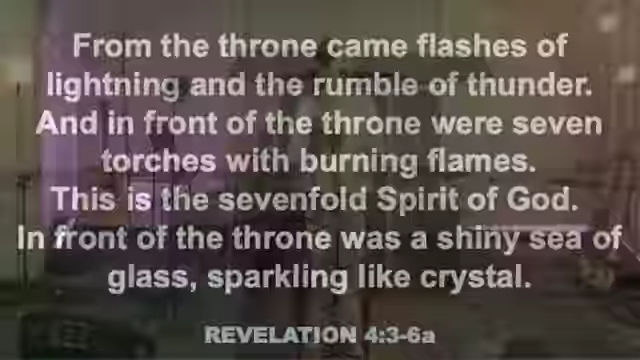 From the throne came flashes of
lightning and the rumble of thunder.
And in front of the throne were seven
torches with burning flames.
This is the sevenfold Spirit of God.
In front of the throne was a shiny sea of
glass, sparkling like crystal.
REVELATION 4:3-6a